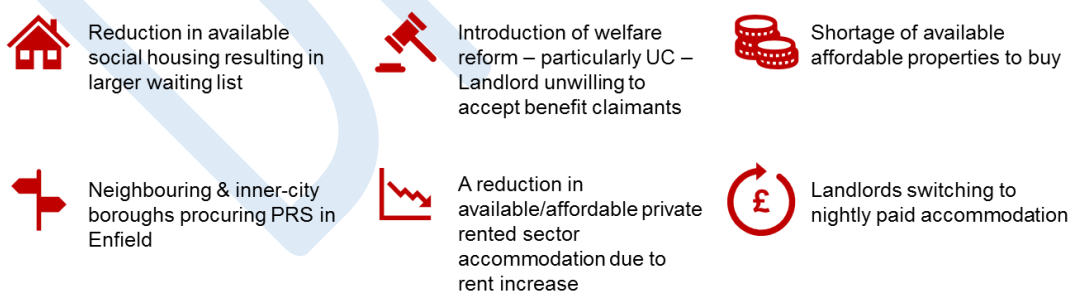 Reduction in available
social housing resulting in
larger waiting list
Introduction of welfare
reform – particularly UC –
Landlord unwilling to
accept benefit claimants
Shortage of available
affordable properties to buy
Neighbouring & inner-city
boroughs procuring PRS in
Enfield
A reduction in
available/affordable private
rented sector
accommodation due to
rent increase
£
Landlords switching to
nightly paid accommodation